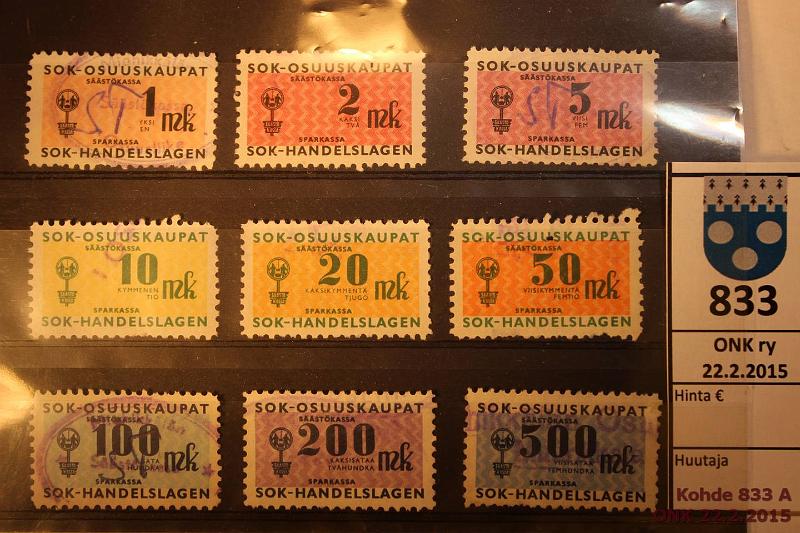 SOK-OSUUSKAUPAT
SÄÄSTÖKASSA
1 mk
YKSI
EN
SPARKASSA
SOK-HANDELSLAGEN
SOK-OSUUSKAUPAT
SÄÄSTÖKASSA
2 mk
KAKSI
TVÅ
SPARKASSA
SOK-HANDELSLAGEN
SOK-OSUUSKAUPAT
SÄÄSTÖKASSA
5 mk
VIISI
FEM
SPARKASSA
SOK-HANDELSLAGEN
SOK-OSUUSKAUPAT
SÄÄSTÖKASSA
10 mk
KYMMENEN
TIO
SPARKASSA
SOK-HANDELSLAGEN
SOK-OSUUSKAUPAT
SÄÄSTÖKASSA
20 mk
KAKSIKYMMENTÄ
TJUGO
SPARKASSA
SOK-HANDELSLAGEN
SOK-OSUUSKAUPAT
SÄÄSTÖKASSA
50 mk
VIISIKYMMENTÄ
FEMTIO
SPARKASSA
SOK-HANDELSLAGEN
SOK-OSUUSKAUPAT
SÄÄSTÖKASSA
100 mk
HUNDRA
SPARKASSA
SOK-HANDELSLAGEN
SOK-OSUUSKAUPAT
SÄÄSTÖKASSA
200 mk
KAKSISATAA
TVÅHUNDRA
SPARKASSA
SOK-HANDELSLAGEN
SOK-OSUUSKAUPAT
SÄÄSTÖKASSA
500 mk
VIISISATAA
FEMHUNDRA
SPARKASSA
SOK-HANDELSLAGEN
833
ONK ry
22.2.2015
Hinta €
Huutaja
Kohde 833 A
ONK 22.2.2015